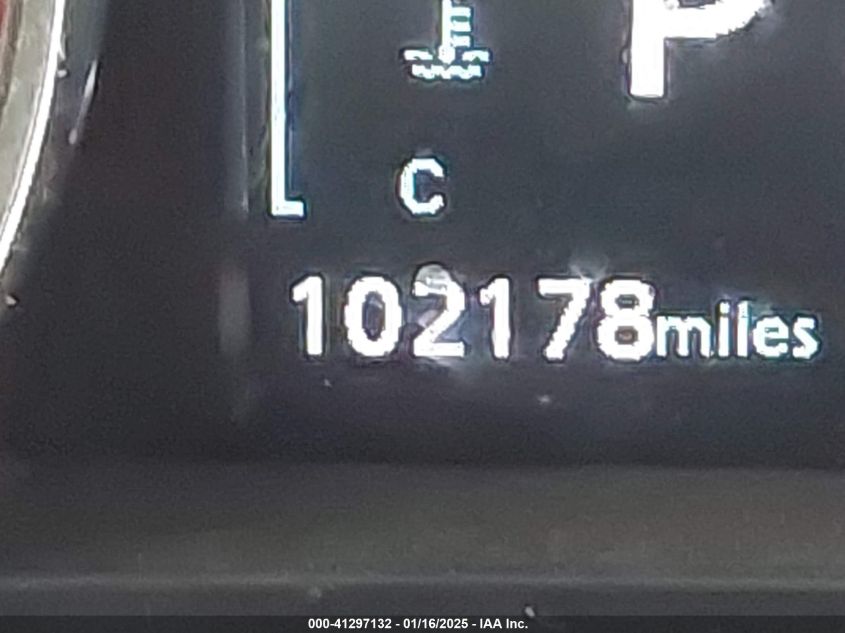 P
C
102178miles
000-41297132 - 01/16/2025 - IAA Inc.